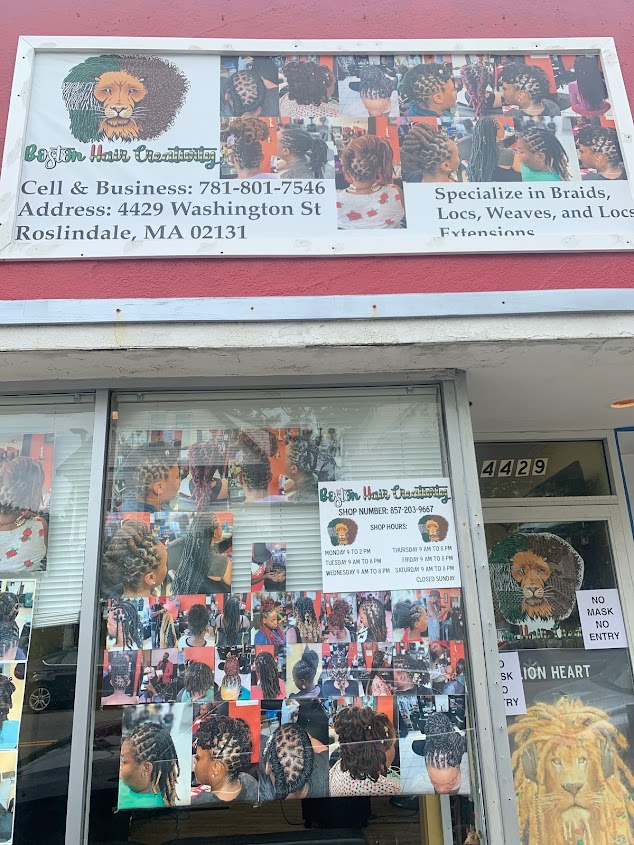 Boston Hair Creativity
Cell & Business: 781-801-7546
Address: 4429 Washington St
Roslindale, MA 02131
Specialize in Braids,
Locs, Weaves, and Locs
Extensions
Boston Hair Creativity
SHOP NUMBER: 857-203-9667
SHOP HOURS:
MONDAY 9 TO 2 PM
TUESDAY 9 AM TO 8 PM
WEDNESDAY 9 AM TO 8 PM
THURSDAY 9 AM TO 8 PM
FRIDAY 9 AM TO 8 PM
SATURDAY 9 AM TO 8 PM
CLOSED SUNDAY
4429
NO
MASK
NO
ENTRY
NO
SK
NO
TRY
LION HEART